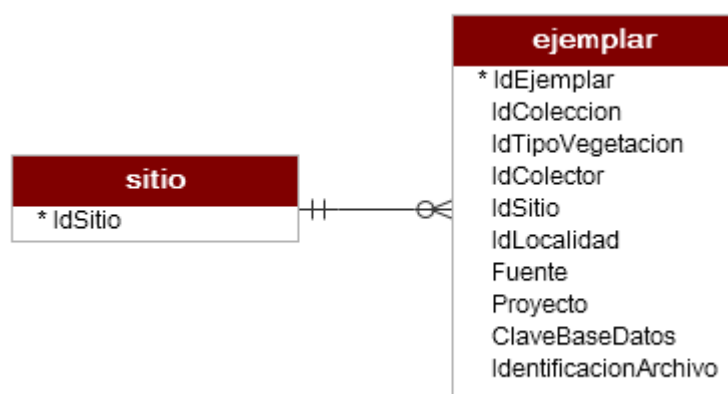 sitio
* IdSitio
ejemplar
* IdEjemplar
IdColeccion
IdTipoVegetacion
IdColector
IdSitio
IdLocalidad
Fuente
Proyecto
ClaveBaseDatos
IdentificacionArchivo